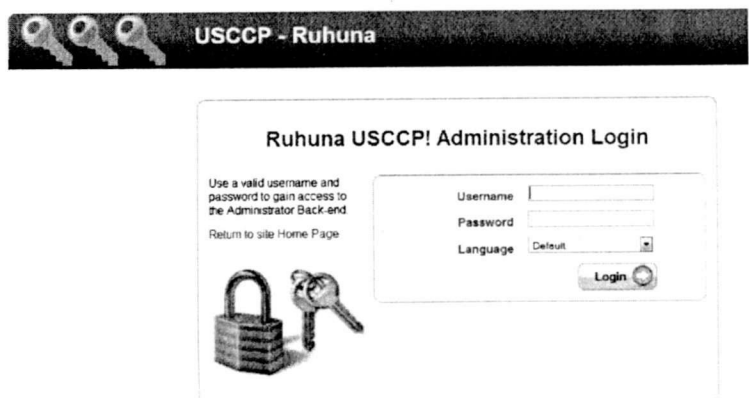 USCCP - Ruhuna
Ruhuna USCCP! Administration Login
Use a valid username and
password to gain access to
the Administrator Back-end
Return to site Home Page
Username
Password
Language Default
Login